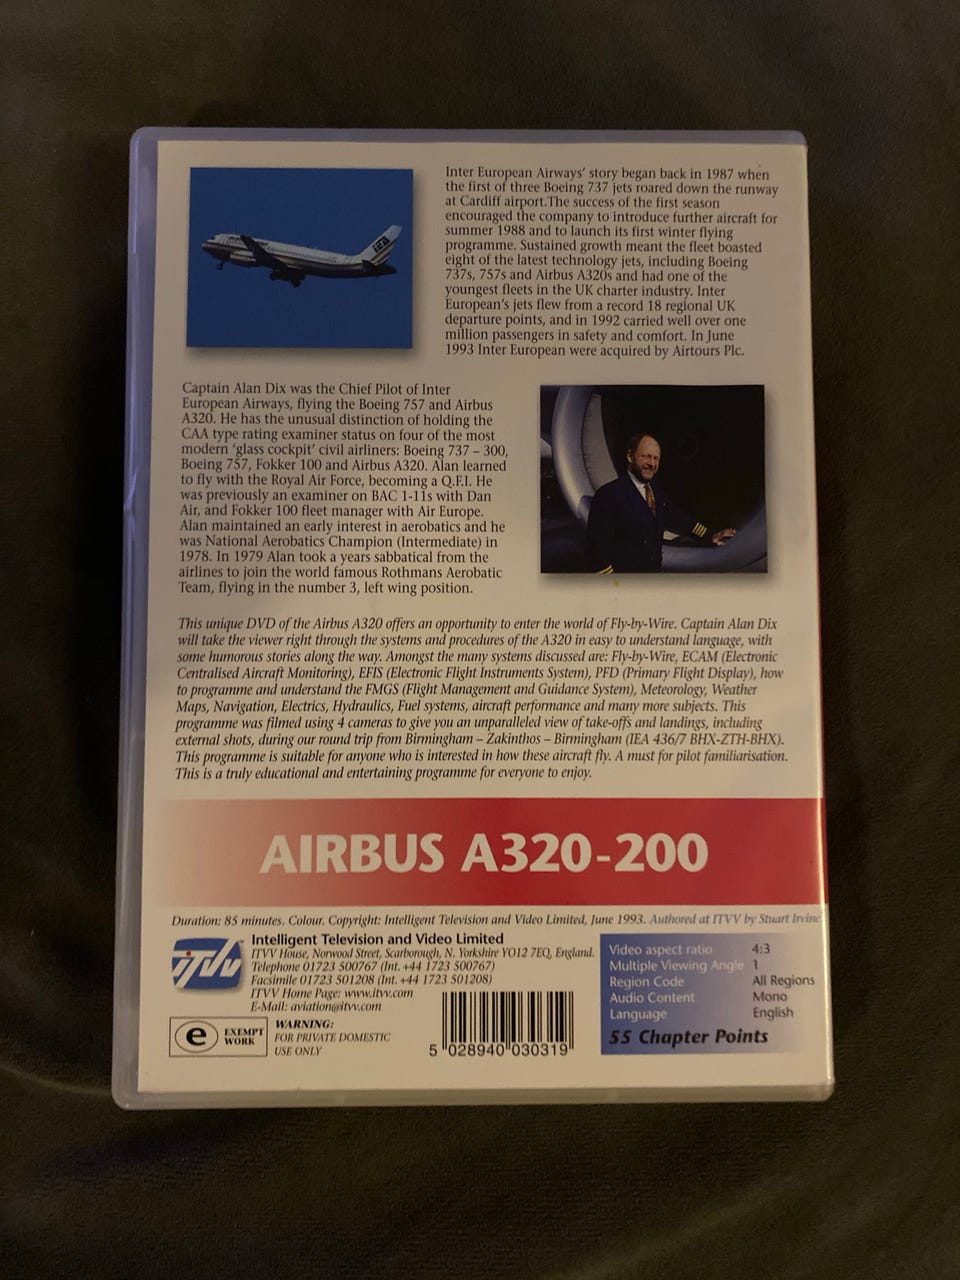 IEA
Inter European Airways' story began back in 1987 when
the first of three Boeing 737 jets roared down the runway
at Cardiff airport.The success of the first season
encouraged the company to introduce further aircraft for
summer 1988 and to launch its first winter flying
programme. Sustained growth meant the fleet boasted
eight of the latest technology jets, including Boeing
737s, 757s and Airbus A320s and had one of the
youngest fleets in the UK charter industry. Inter
European's jets flew from a record 18 regional UK
departure points, and in 1992 carried well over one
million passengers in safety and comfort. In June
1993 Inter European were acquired by Airtours Plc.
Captain Alan Dix was the Chief Pilot of Inter
European Airways, flying the Boeing 757 and Airbus
A320. He has the unusual distinction of holding the
CAA type rating examiner status on four of the most
modern 'glass cockpit' civil airliners: Boeing 737 – 300,
Boeing 757, Fokker 100 and Airbus A320. Alan learned
to fly with the Royal Air Force, becoming a Q.F.I. He
was previously an examiner on BAC 1-11s with Dan
Air, and Fokker 100 fleet manager with Air Europe.
Alan maintained an early interest in aerobatics and he
was National Aerobatics Champion (Intermediate) in
1978. In 1979 Alan took a years sabbatical from the
airlines to join the world famous Rothmans Aerobatic
Team, flying in the number 3, left wing position.
This unique DVD of the Airbus A320 offers an opportunity to enter the world of Fly-by-Wire. Captain Alan Dix
will take the viewer right through the systems and procedures of the A320 in easy to understand language, with
some humorous stories along the way. Amongst the many systems discussed are: Fly-by-Wire, ECAM (Electronic
Centralised Aircraft Monitoring), EFIS (Electronic Flight Instruments System), PFD (Primary Flight Display), how
to programme and understand the FMGS (Flight Management and Guidance System), Meteorology, Weather
Maps, Navigation, Electrics, Hydraulics, Fuel systems, aircraft performance and many more subjects. This
programme was filmed using 4 cameras to give you an unparalleled view of take-offs and landings, including
external shots, during our round trip from Birmingham – Zakinthos – Birmingham (IEA 436/7 BHX-ZTH-BHX).
This programme is suitable for anyone who is interested in how these aircraft fly. A must for pilot familiarisation.
This is a truly educational and entertaining programme for everyone to enjoy.
AIRBUS A320-200
Duration: 85 minutes. Colour. Copyright: Intelligent Television and Video Limited, June 1993. Authored at ITVV by Stuart Irvine
itvv™
Intelligent Television and Video Limited
ITVV House, Norwood Street, Scarborough, N. Yorkshire YO12 7EQ, England.
Telephone 01723 500767 (Int. +44 1723 500767)
Facsimile 01723 501208 (Int. +44 1723 501208)
ITVV Home Page: www.itvv.com
E-Mail: aviation@itvv.com
e EXEMPT
WORK
WARNING:
FOR PRIVATE DOMESTIC
USE ONLY
5 028940 030319
Video aspect ratio 4:3
Multiple Viewing Angle 1
Region Code All Regions
Audio Content Mono
Language English
55 Chapter Points